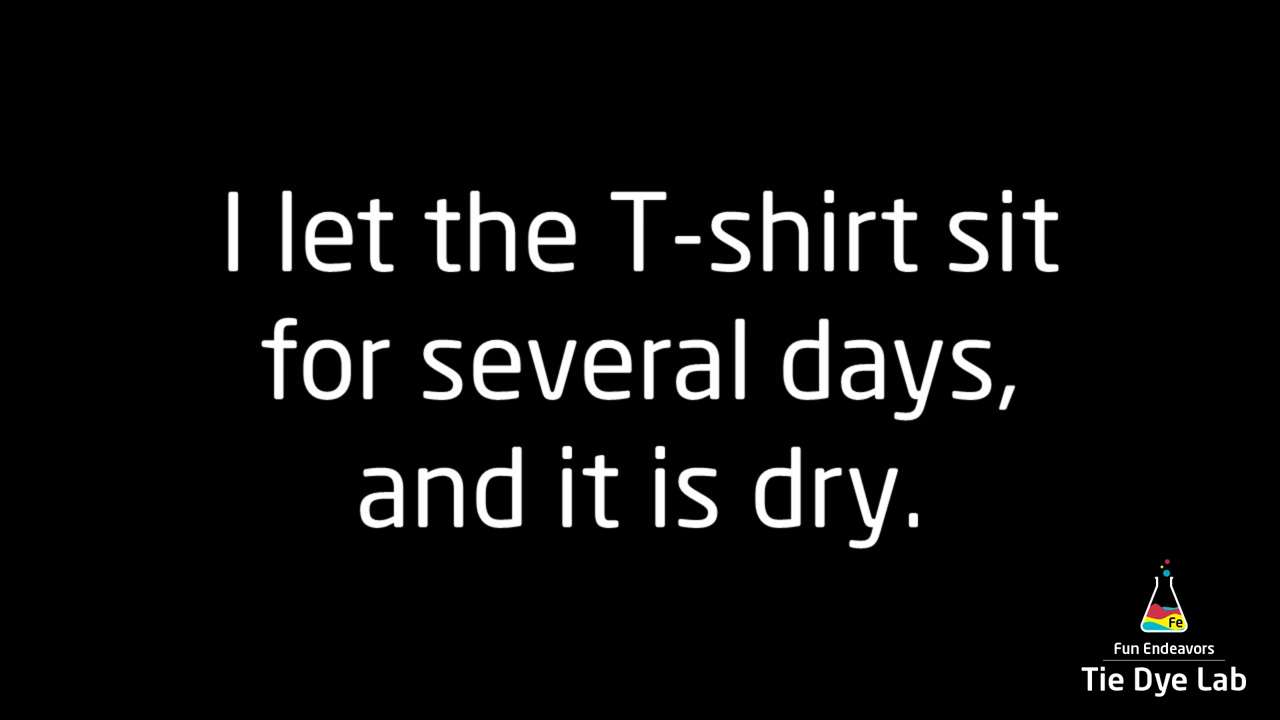 I let the T-shirt sit
for several days,
and it is dry.
Fe
Fun Endeavors
Tie Dye Lab